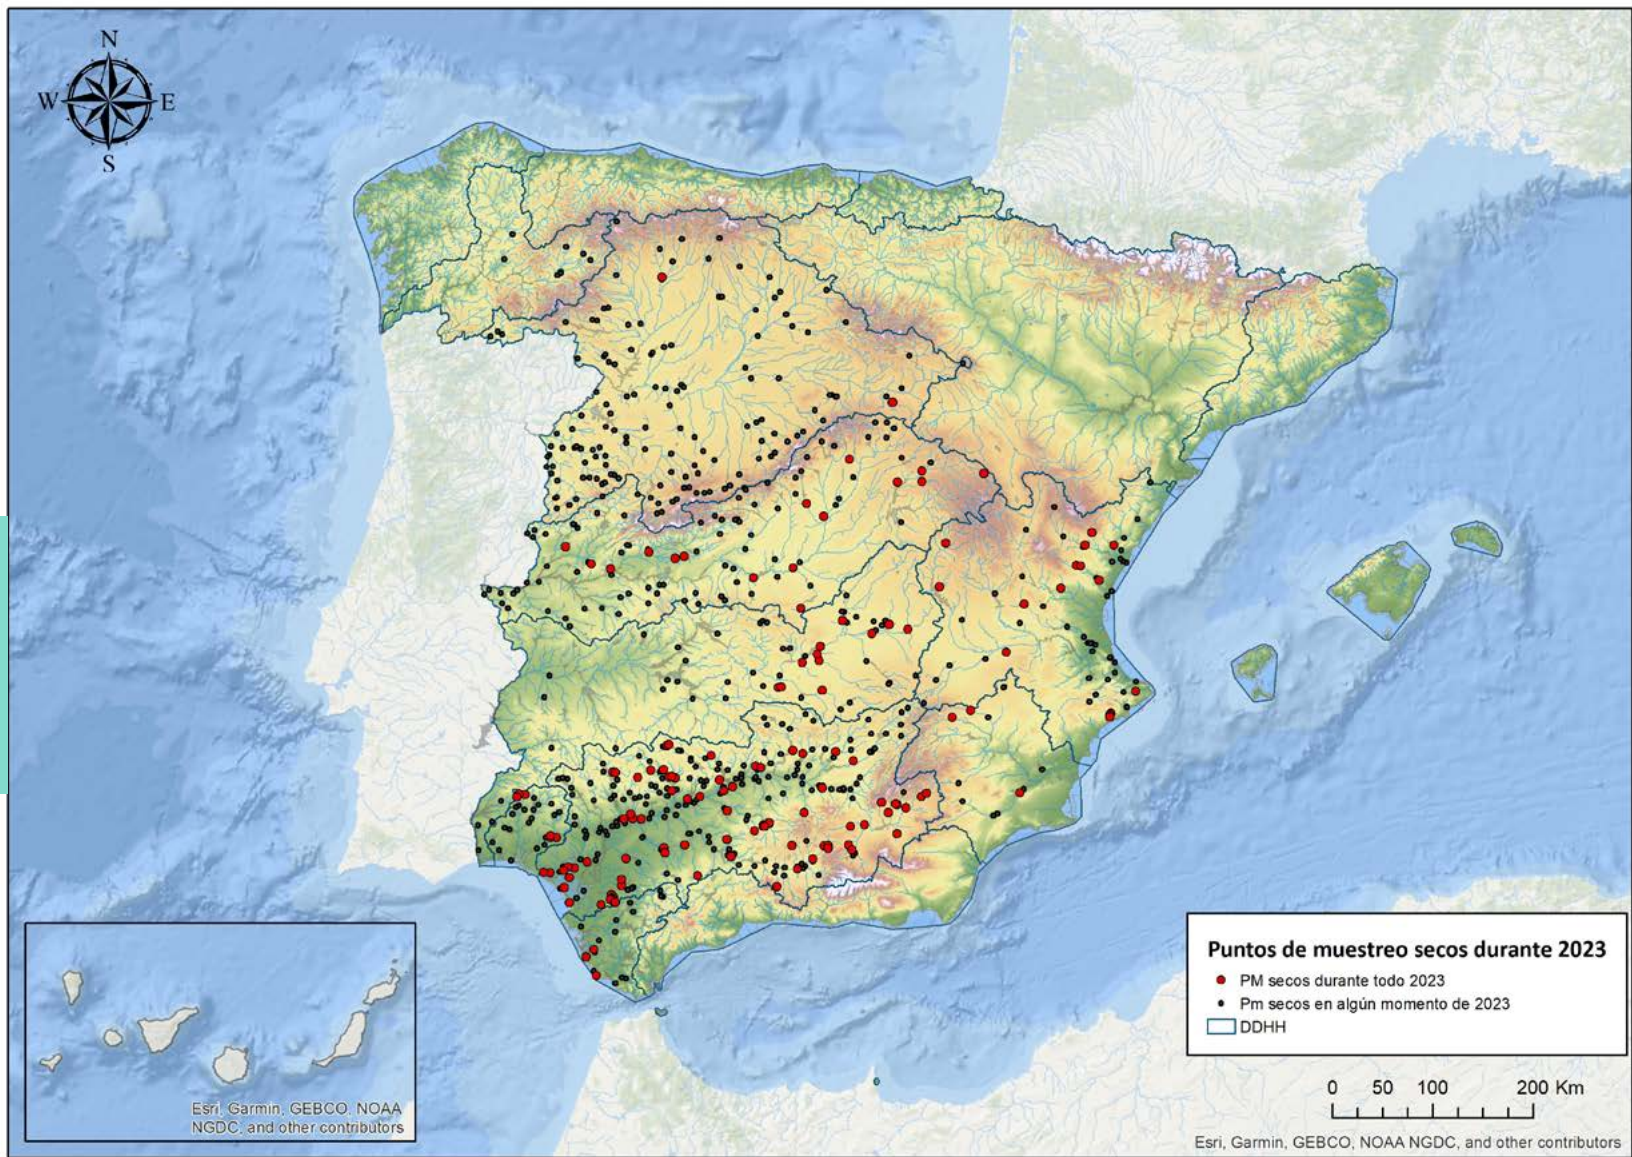 N
W E
S
Puntos de muestreo secos durante 2023
PM secos durante todo 2023
Pm secos en algún momento de 2023
DDHH
0 50 100 200 Km
Esri, Garmin, GEBCO, NOAA
NGDC, and other contributors
Esri, Garmin, GEBCO, NOAA NGDC, and other contributors